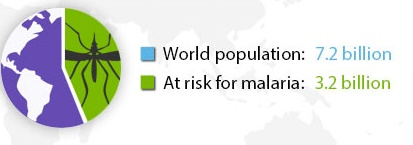 World population: 7.2 billion
At risk for malaria: 3.2 billion